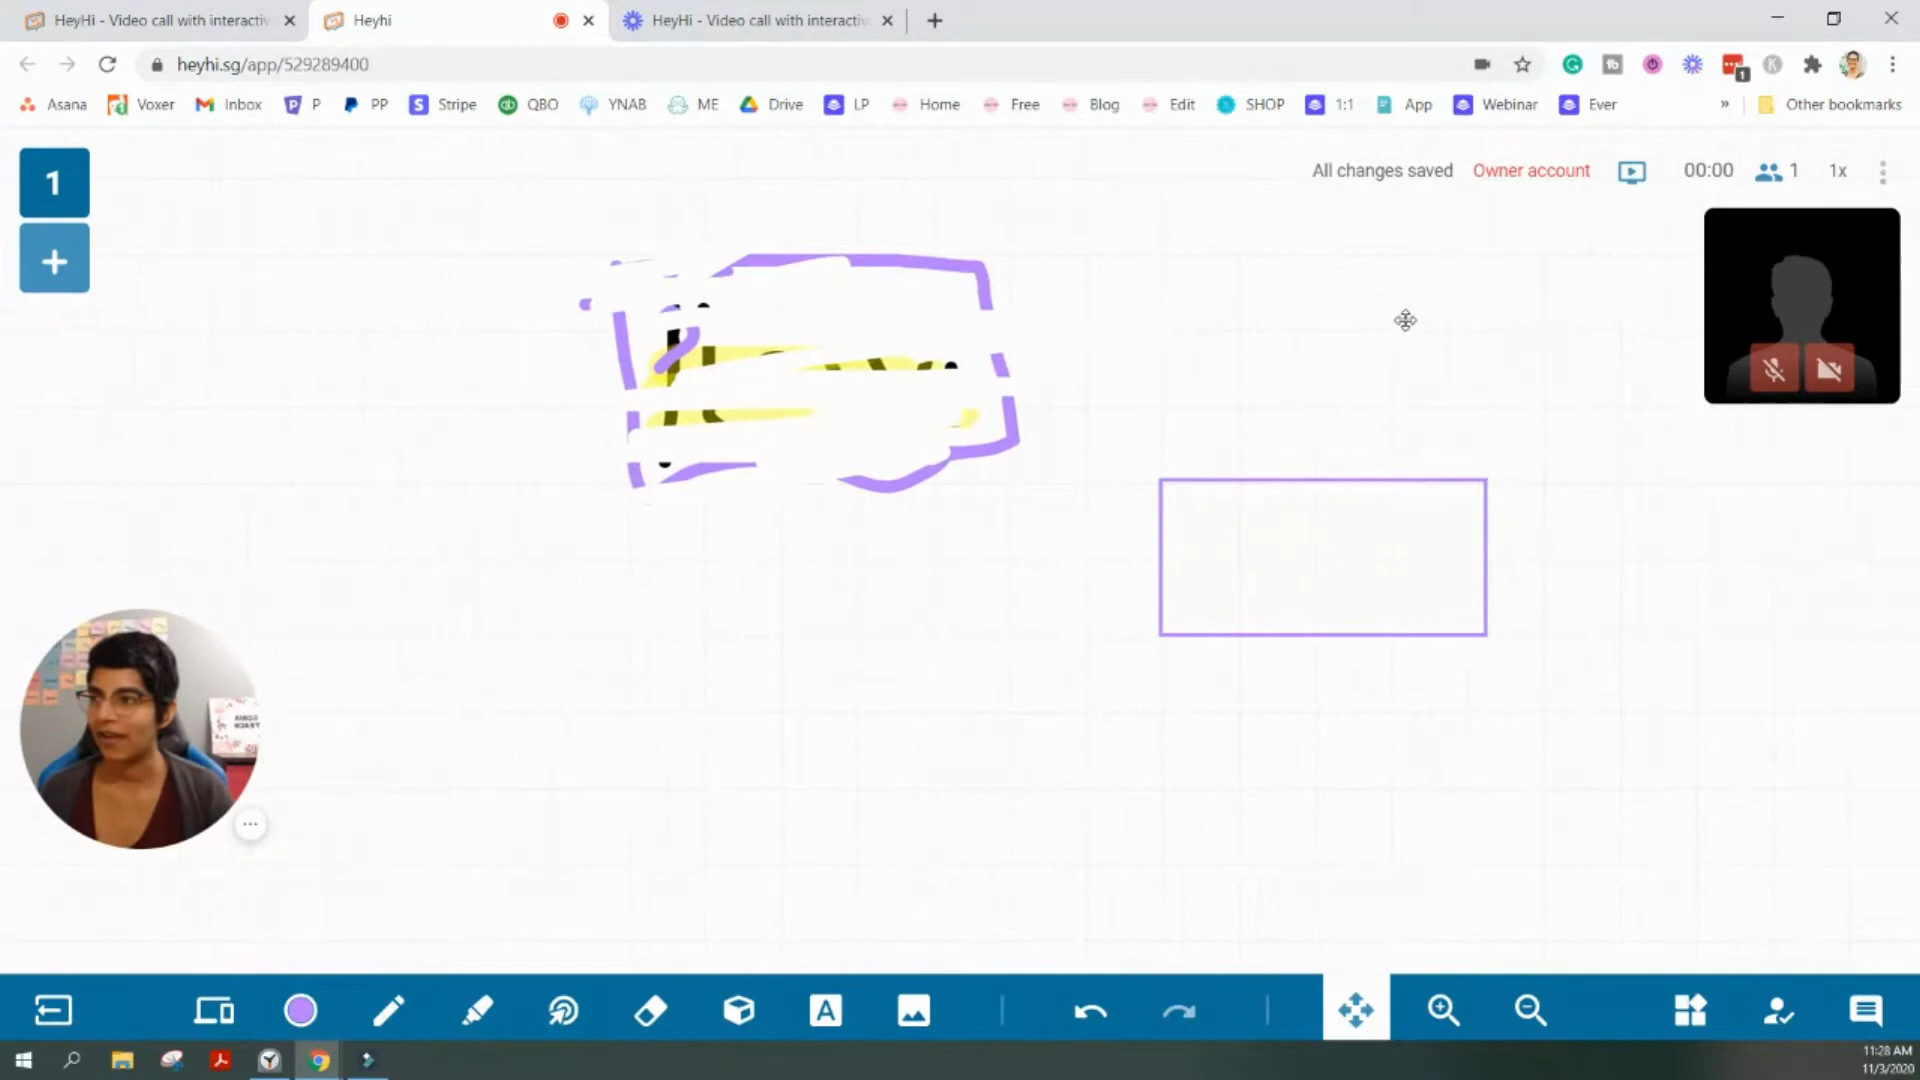 HeyHi - Video call with interactiv
Heyhi
HeyHi - Video call with interactiv
heyhi.sg/app/529289400
1
Asana
Voxer
Inbox
P
PP
Stripe
QBO
YNAB
ME
Drive
LP
Home
Free
Blog
Edit
SHOP
1:1
App
Webinar
Ever
»
Other bookmarks
1
All changes saved
Owner account
00:00
1
1x
+
...
A
11:28 AM
11/3/2020